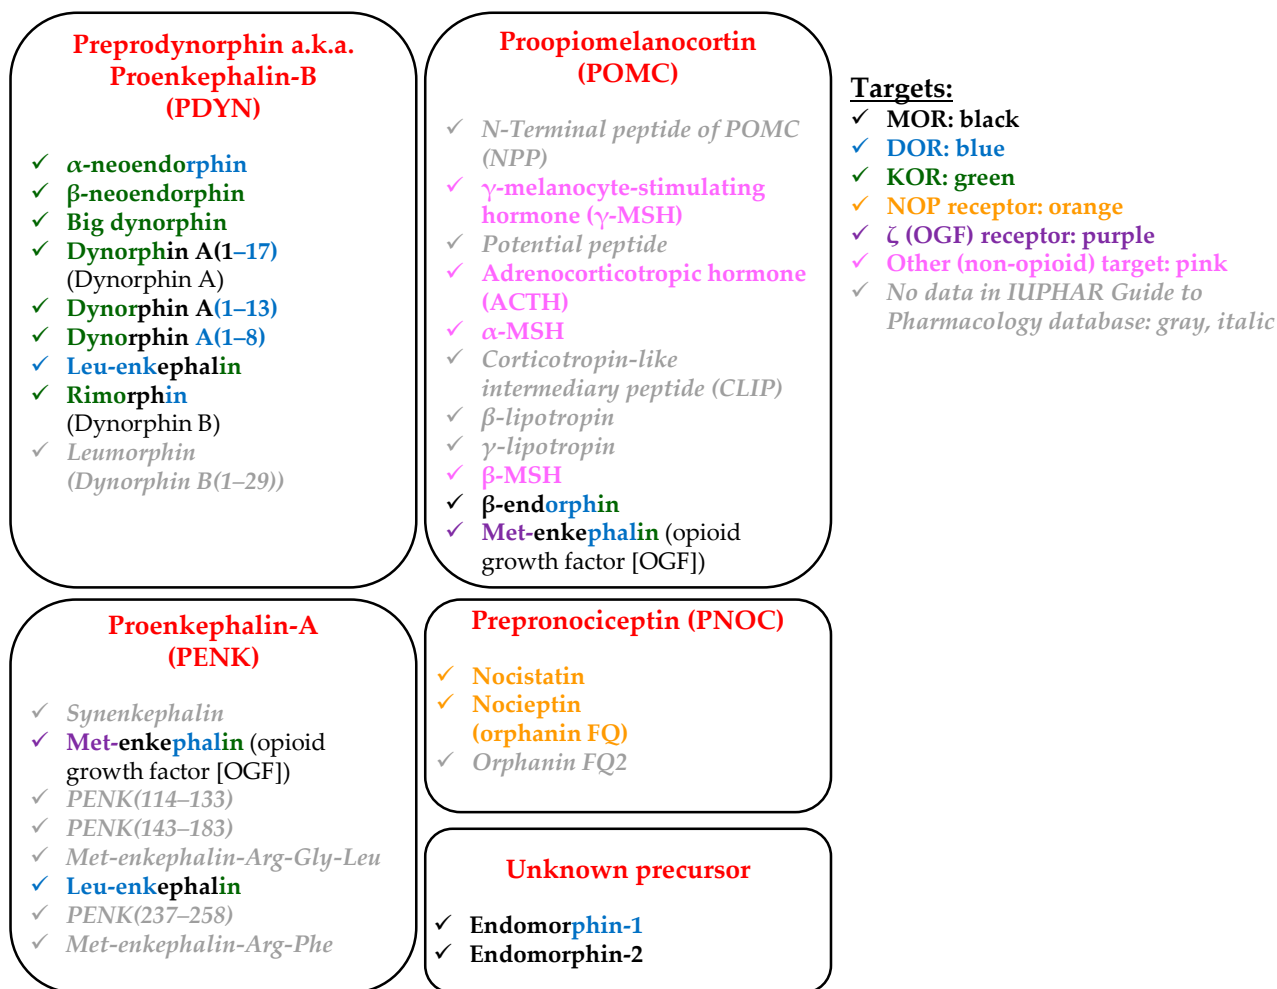 Preprodynorphin a.k.a.
Proenkephalin-B
(PDYN)
✓ α-neoendorphin
✓ β-neoendorphin
✓ Big dynorphin
✓ Dynorphin A(1–17)
(Dynorphin A)
✓ Dynorphin A(1–13)
✓ Dynorphin A(1–8)
✓ Leu-enkephalin
✓ Rimorphin
(Dynorphin B)
✓ Leumorphin
(Dynorphin B(1–29))
Proopiomelanocortin
(POMC)
✓ N-Terminal peptide of POMC
(NPP)
✓ γ-melanocyte-stimulating
hormone (γ-MSH)
✓ Potential peptide
✓ Adrenocorticotropic hormone
(ACTH)
✓ α-MSH
✓ Corticotropin-like
intermediary peptide (CLIP)
✓ β-lipotropin
✓ γ-lipotropin
✓ β-MSH
✓ β-endorphin
✓ Met-enkephalin (opioid
growth factor [OGF])
Targets:
✓ MOR: black
✓ DOR: blue
✓ KOR: green
✓ NOP receptor: orange
✓ ζ (OGF) receptor: purple
✓ Other (non-opioid) target: pink
✓ No data in IUPHAR Guide to
Pharmacology database: gray, italic
Proenkephalin-A
(PENK)
✓ Synenkephalin
✓ Met-enkephalin (opioid
growth factor [OGF])
✓ PENK(114–133)
✓ PENK(143–183)
✓ Met-enkephalin-Arg-Gly-Leu
✓ Leu-enkephalin
✓ PENK(237–258)
✓ Met-enkephalin-Arg-Phe
Prepronociceptin (PNOC)
✓ Nocistatin
✓ Nocieptin
(orphanin FQ)
✓ Orphanin FQ2
Unknown precursor
✓ Endomorphin-1
✓ Endomorphin-2